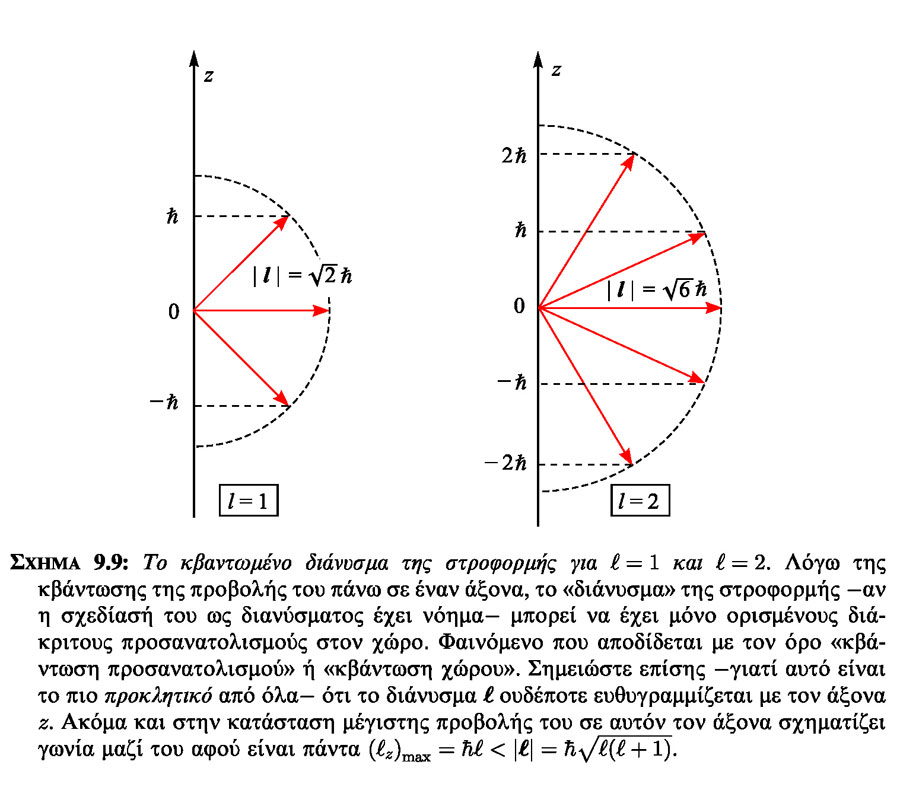 z
ħ
|l| = √2 ħ
0
−ħ
l = 1
z
2ħ
ħ
|l| = √6 ħ
0
−ħ
−2ħ
l = 2
ΣΧΗΜΑ 9.9: Το κβαντωμένο διάνυσμα της στροφορμής για ℓ = 1 και ℓ = 2. Λόγω της
κβάντωσης της προβολής του πάνω σε έναν άξονα, το «διάνυσμα» της στροφορμής –αν
η σχεδίασή του ως διανύσματος έχει νόημα– μπορεί να έχει μόνο ορισμένους διά-
κριτους προσανατολισμούς στον χώρο. Φαινόμενο που αποδίδεται με τον όρο «κβά-
ντωση προσανατολισμού» ή «κβάντωση χώρου». Σημειώστε επίσης –γιατί αυτό είναι
το πιο προκλητικό από όλα– ότι το διάνυσμα ℓ ουδέποτε ευθυγραμμίζεται με τον άξονα
z. Ακόμα και στην κατάσταση μέγιστης προβολής του σε αυτόν τον άξονα σχηματίζει
γωνία μαζί του αφού είναι πάντα (ℓz)max = ħℓ < |ℓ| = ħ√ℓ(ℓ + 1).